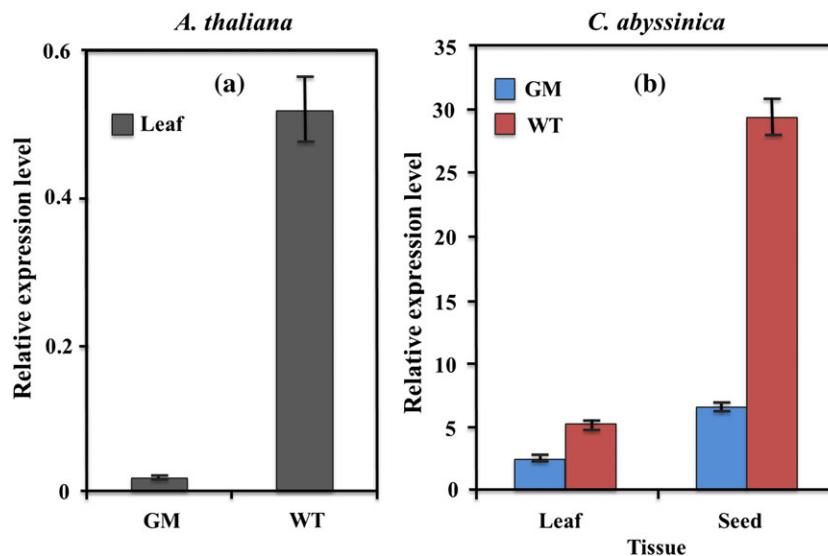 A. thaliana
C. abyssinica
Relative expression level
0.6
0.4
0.2
0
(a)
Leaf
GM
WT
Relative expression level
35
30
25
20
15
10
5
0
GM
WT
(b)
Leaf
Seed
Tissue